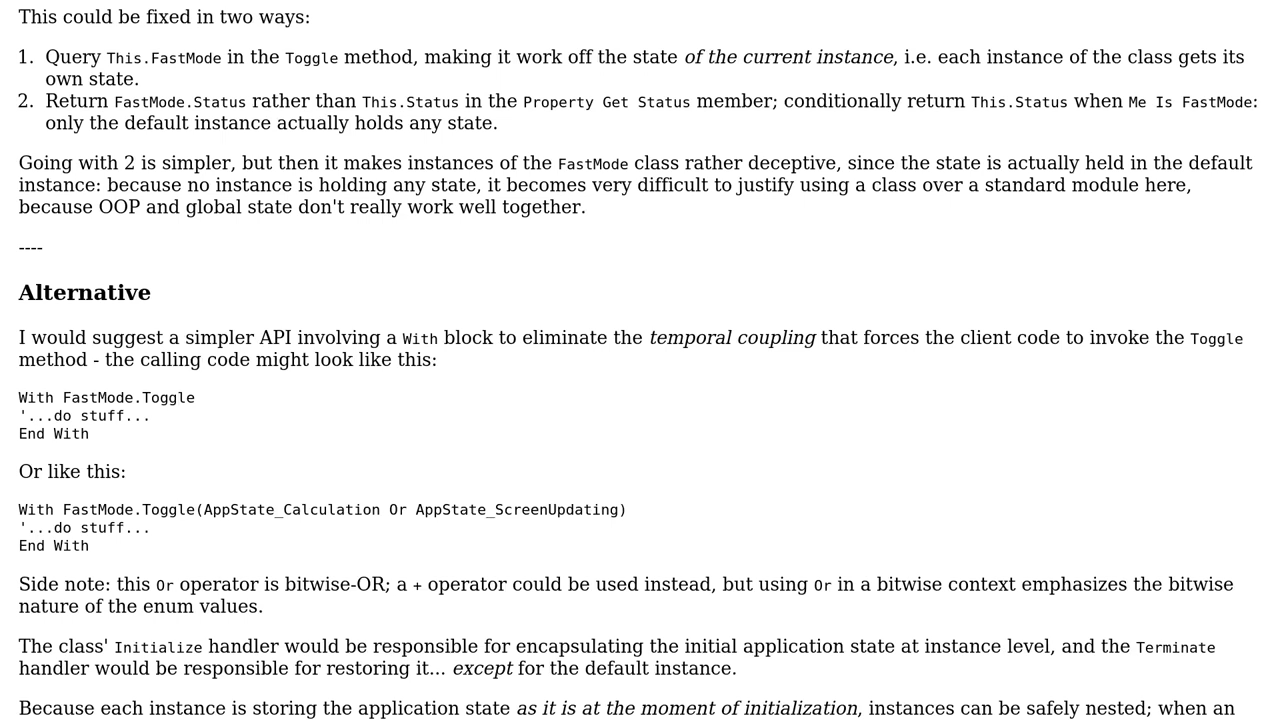 This could be fixed in two ways:
1. Query This.FastMode in the Toggle method, making it work off the state of the current instance, i.e. each instance of the class gets its
own state.
2. Return FastMode.Status rather than This.Status in the Property Get Status member; conditionally return This.Status when Me Is FastMode:
only the default instance actually holds any state.
Going with 2 is simpler, but then it makes instances of the FastMode class rather deceptive, since the state is actually held in the default
instance: because no instance is holding any state, it becomes very difficult to justify using a class over a standard module here,
because OOP and global state don't really work well together.
----
Alternative
I would suggest a simpler API involving a With block to eliminate the temporal coupling that forces the client code to invoke the Toggle
method - the calling code might look like this:
With FastMode.Toggle
'...do stuff...
End With
Or like this:
With FastMode.Toggle(AppState_Calculation Or AppState_ScreenUpdating)
'...do stuff...
End With
Side note: this Or operator is bitwise-OR; a + operator could be used instead, but using Or in a bitwise context emphasizes the bitwise
nature of the enum values.
The class' Initialize handler would be responsible for encapsulating the initial application state at instance level, and the Terminate
handler would be responsible for restoring it... except for the default instance.
Because each instance is storing the application state as it is at the moment of initialization, instances can be safely nested; when an